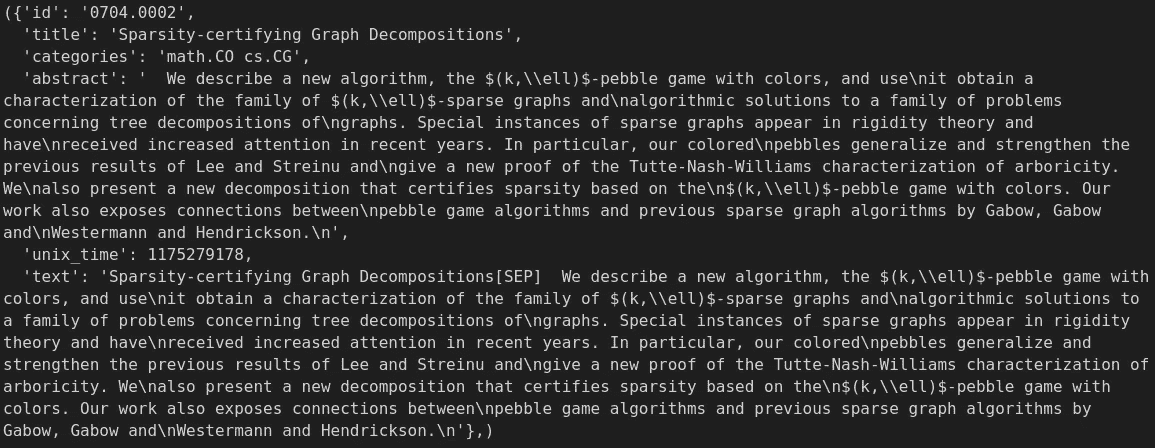 ({'id': '0704.0002',
  'title': 'Sparsity-certifying Graph Decompositions',
  'categories': 'math.CO cs.CG',
  'abstract': '  We describe a new algorithm, the $(k,\\ell)$-pebble game with colors, and use\nit obtain a
characterization of the family of $(k,\\ell)$-sparse graphs and\nalgorithmic solutions to a family of problems
concerning tree decompositions of\ngraphs. Special instances of sparse graphs appear in rigidity theory and
have\nreceived increased attention in recent years. In particular, our colored\npebbles generalize and strengthen the
previous results of Lee and Streinu and\ngive a new proof of the Tutte-Nash-Williams characterization of arboricity.
We\nalso present a new decomposition that certifies sparsity based on the\n$(k,\\ell)$-pebble game with colors. Our
work also exposes connections between\npebble game algorithms and previous sparse graph algorithms by Gabow, Gabow
and\nWestermann and Hendrickson.\n',
  'unix_time': 1175279178,
  'text': 'Sparsity-certifying Graph Decompositions[SEP]  We describe a new algorithm, the $(k,\\ell)$-pebble game with
colors, and use\nit obtain a characterization of the family of $(k,\\ell)$-sparse graphs and\nalgorithmic solutions to
a family of problems concerning tree decompositions of\ngraphs. Special instances of sparse graphs appear in rigidity
theory and have\nreceived increased attention in recent years. In particular, our colored\npebbles generalize and
strengthen the previous results of Lee and Streinu and\ngive a new proof of the Tutte-Nash-Williams characterization of
arboricity. We\nalso present a new decomposition that certifies sparsity based on the\n$(k,\\ell)$-pebble game with
colors. Our work also exposes connections between\npebble game algorithms and previous sparse graph algorithms by
Gabow, Gabow and\nWestermann and Hendrickson.\n'},)